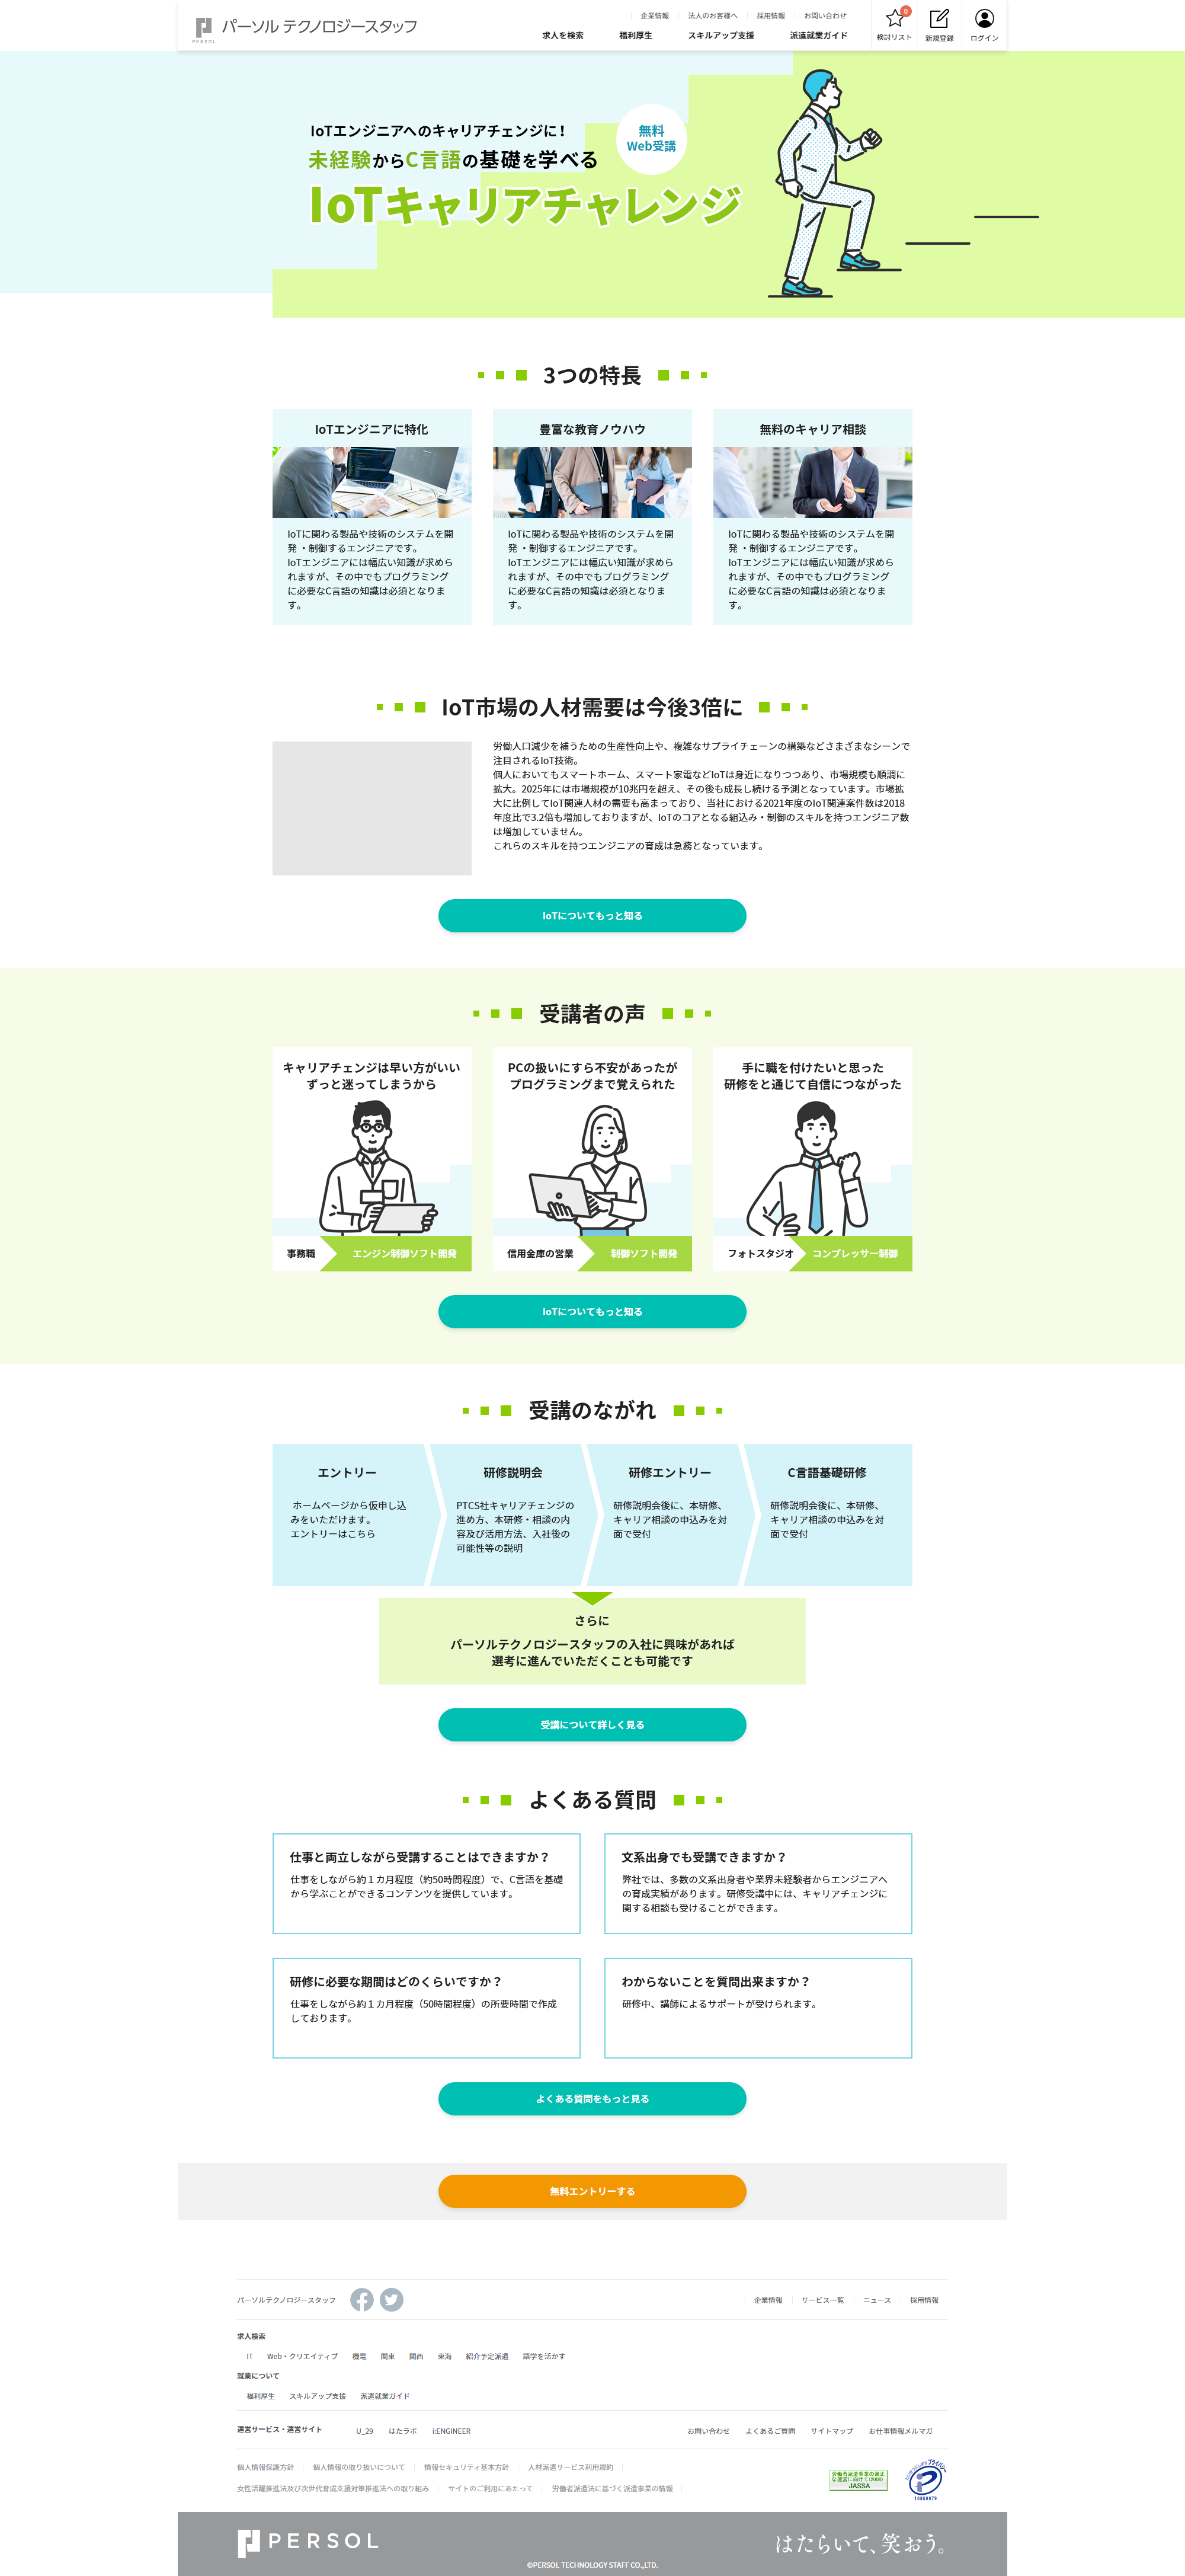 PERSOL
パーソル テクノロジースタッフ
企業情報
法人のお客様へ
採用情報
お問い合わせ
求人を検索
福利厚生
スキルアップ支援
派遣就業ガイド
0
検討リスト
新規登録
ログイン
IoTエンジニアへのキャリアチェンジに！
未経験からC言語の基礎を学べる
無料
Web受講
IoTキャリアチャレンジ
3つの特長
IoTエンジニアに特化
IoTに関わる製品や技術のシステムを開
発・制御するエンジニアです。
IoTエンジニアには幅広い知識が求めら
れますが、その中でもプログラミング
に必要なC言語の知識は必須となりま
す。
豊富な教育ノウハウ
IoTに関わる製品や技術のシステムを開
発・制御するエンジニアです。
IoTエンジニアには幅広い知識が求めら
れますが、その中でもプログラミング
に必要なC言語の知識は必須となりま
す。
無料のキャリア相談
IoTに関わる製品や技術のシステムを開
発・制御するエンジニアです。
IoTエンジニアには幅広い知識が求めら
れますが、その中でもプログラミング
に必要なC言語の知識は必須となりま
す。
IoT市場の人材需要は今後3倍に
労働人口減少を補うための生産性向上や、複雑なサプライチェーンの構築などさまざまなシーンで
注目されるIoT技術。
個人においてもスマートホーム、スマート家電などIoTは身近になりつつあり、市場規模も順調に
拡大。2025年には市場規模が10兆円を超え、その後も成長し続ける予測となっています。市場拡
大に比例してIoT関連人材の需要も高まっており、当社における2021年度のIoT関連案件数は2018
年度比で3.2倍も増加しておりますが、IoTのコアとなる組込み・制御のスキルを持つエンジニア数
は増加していません。
これらのスキルを持つエンジニアの育成は急務となっています。
IoTについてもっと知る
受講者の声
キャリアチェンジは早い方がいい
ずっと迷ってしまうから
事務職
エンジン制御ソフト開発
PCの扱いにすら不安があったが
プログラミングまで覚えられた
信用金庫の営業
制御ソフト開発
手に職を付けたいと思った
研修をと通じて自信につながった
フォトスタジオ
コンプレッサー制御
IoTについてもっと知る
受講のながれ
エントリー
ホームページから仮申し込
みをいただけます。
エントリーはこちら
研修説明会
PTCS社キャリアチェンジの
進め方、本研修・相談の内
容及び活用方法、入社後の
可能性等の説明
研修エントリー
研修説明会後に、本研修、
キャリア相談の申込みを対
面で受付
C言語基礎研修
研修説明会後に、本研修、
キャリア相談の申込みを対
面で受付
さらに
パーソルテクノロジースタッフの入社に興味があれば
選考に進んでいただくことも可能です
受講について詳しく見る
よくある質問
仕事と両立しながら受講することはできますか？
仕事をしながら約１カ月程度（約50時間程度）で、C言語を基礎
から学ぶことができるコンテンツを提供しています。
文系出身でも受講できますか？
弊社では、多数の文系出身者や業界未経験者からエンジニアへ
の育成実績があります。研修受講中には、キャリアチェンジに
関する相談も受けることができます。
研修に必要な期間はどのくらいですか？
仕事をしながら約１カ月程度（50時間程度）の所要時間で作成
しております。
わからないことを質問出来ますか？
研修中、講師によるサポートが受けられます。
よくある質問をもっと見る
無料エントリーする
パーソルテクノロジースタッフ
企業情報
サービス一覧
ニュース
採用情報
求人検索
IT
Web・クリエイティブ
機電
関東
関西
東海
紹介予定派遣
語学を活かす
就業について
福利厚生
スキルアップ支援
派遣就業ガイド
運営サービス・運営サイト
U_29
はたラボ
i:ENGINEER
お問い合わせ
よくあるご質問
サイトマップ
お仕事情報メルマガ
個人情報保護方針
個人情報の取り扱いについて
情報セキュリティ基本方針
人材派遣サービス利用規約
女性活躍推進法及び次世代育成支援対策推進法への取り組み
サイトのご利用にあたって
労働者派遣法に基づく派遣事業の情報
労働者派遣事業の適正
な運営に向けて(2008)
JASSA
10860079
PERSOL
はたらいて、笑おう。
©PERSOL TECHNOLOGY STAFF CO.,LTD.